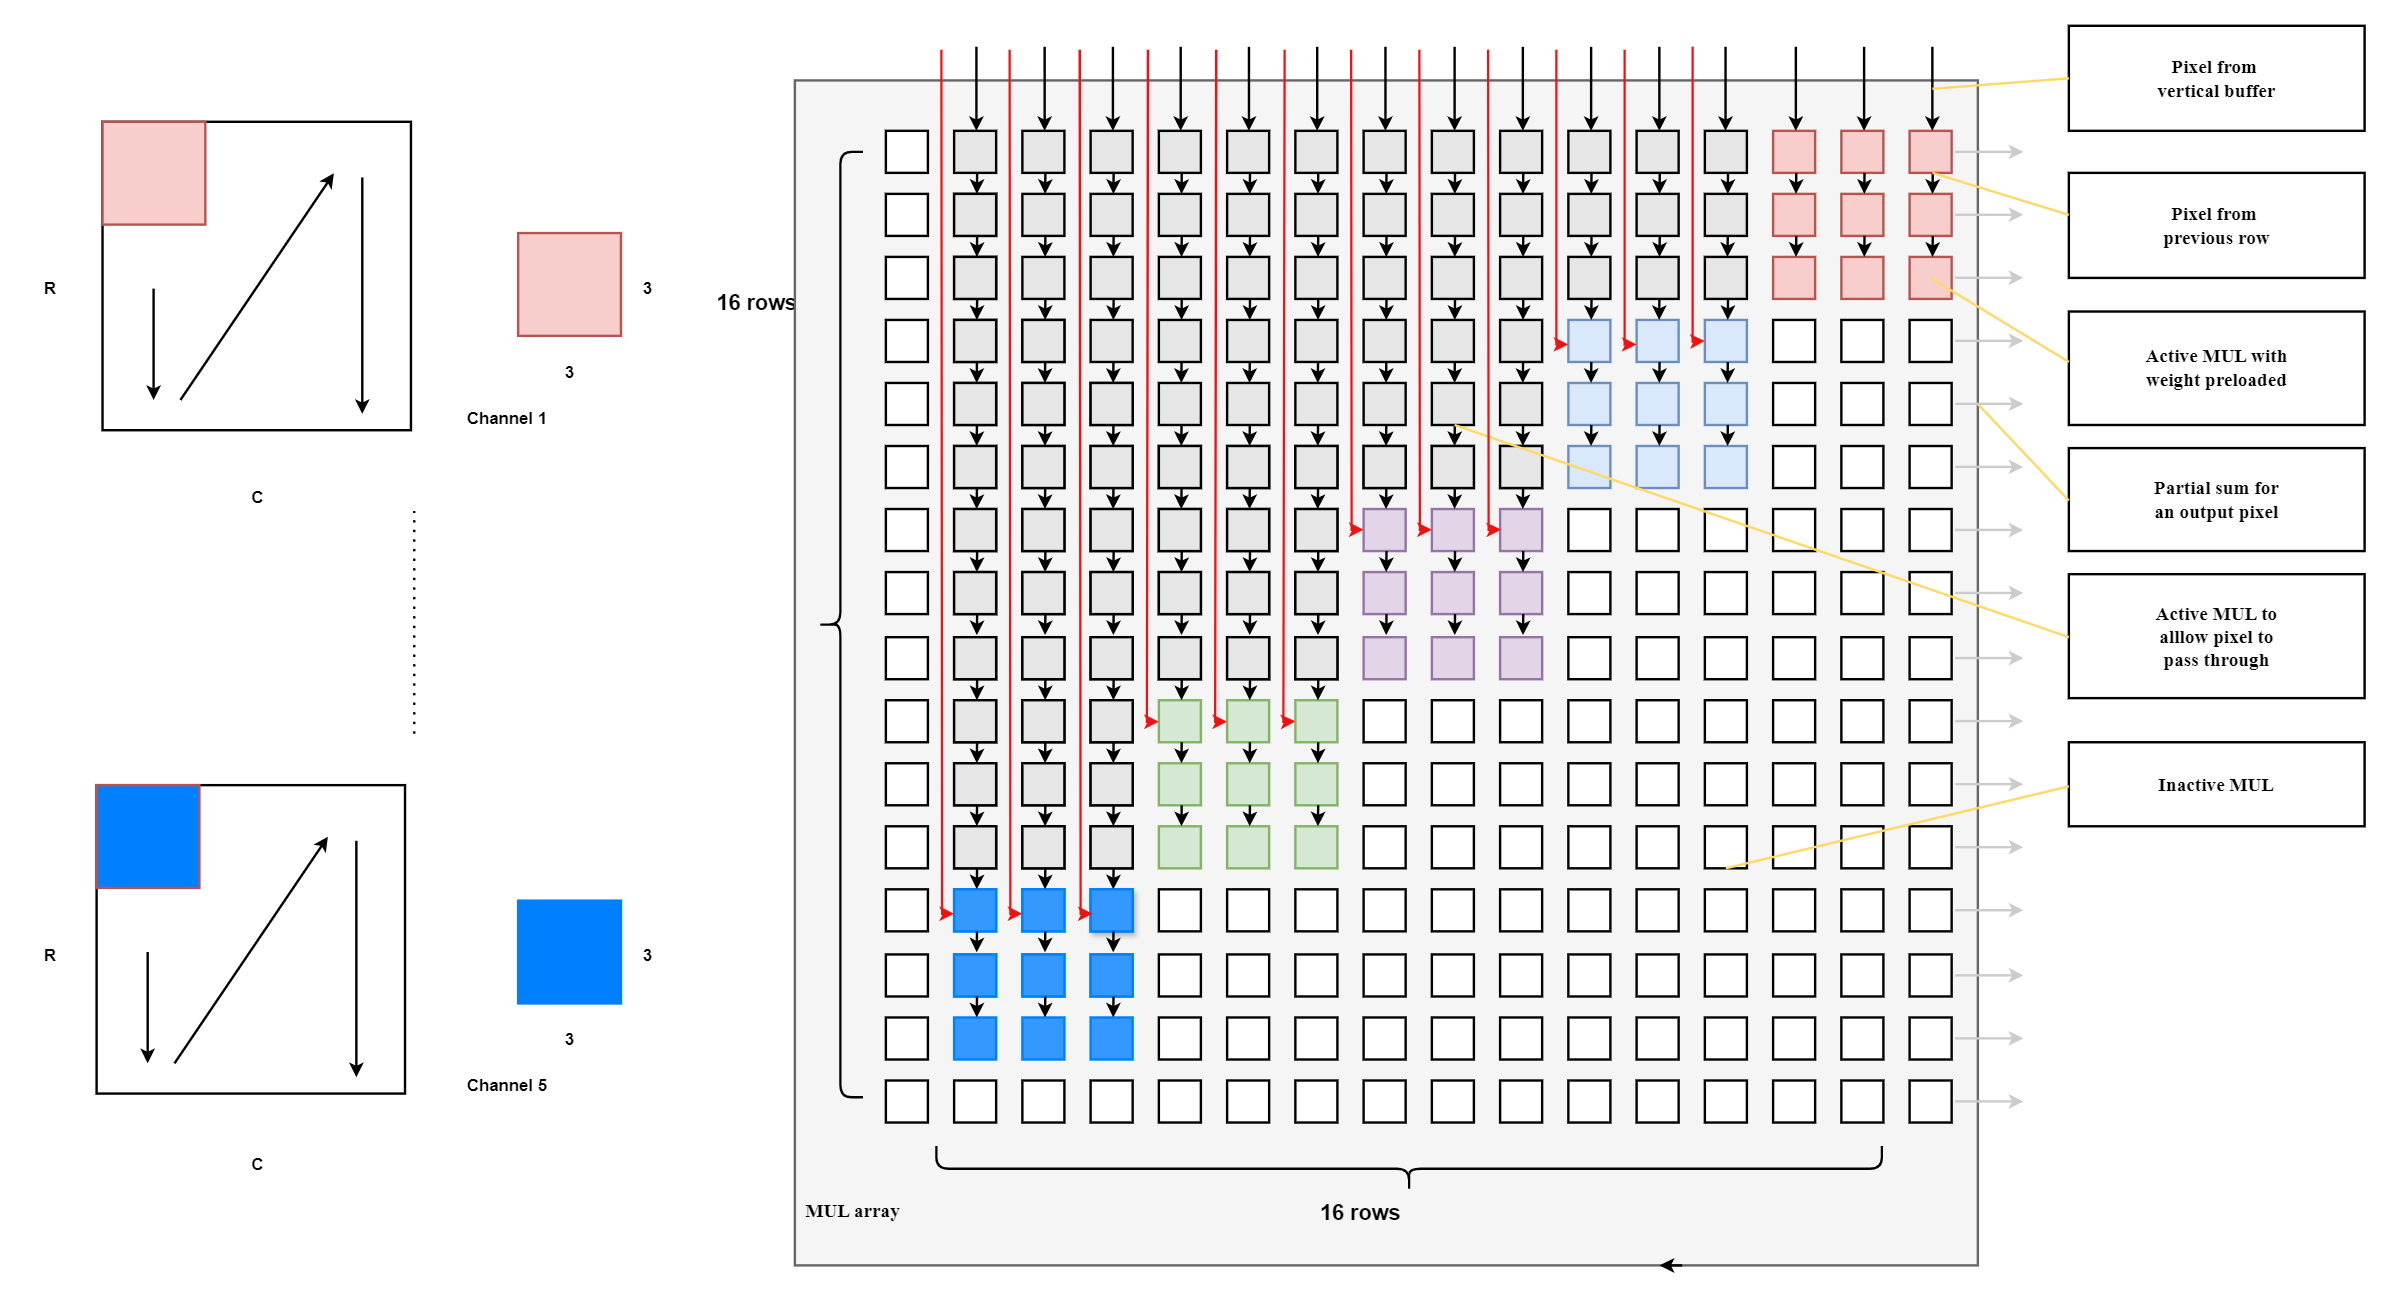 R
3
3
Channel 1
C
R
3
3
Channel 5
C
16 rows
MUL array
16 rows
Pixel from
vertical buffer
Pixel from
previous row
Active MUL with
weight preloaded
Partial sum for
an output pixel
Active MUL to
alllow pixel to
pass through
Inactive MUL